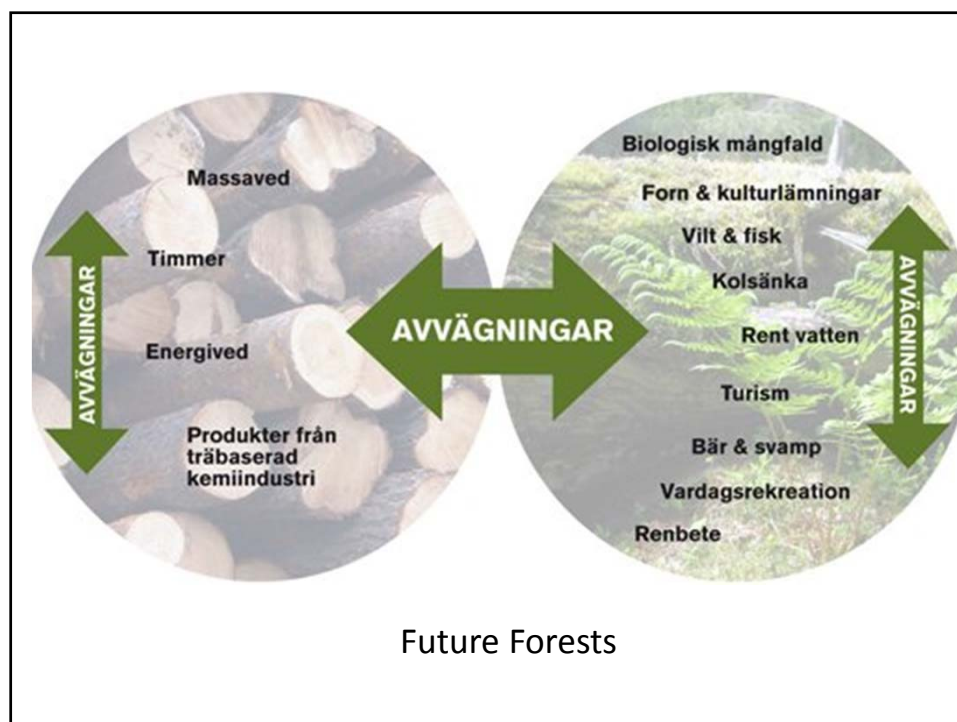 Massaved
Timmer
Energived
Produkter från
träbaserad
kemiindustri
AVVÄGNINGAR
AVVÄGNINGAR
Biologisk mångfald
Forn & kulturlämningar
Vilt & fisk
Kolsänka
Rent vatten
Turism
Bär & svamp
Vardagsrekreation
Renbete
AVVÄGNINGAR
Future Forests